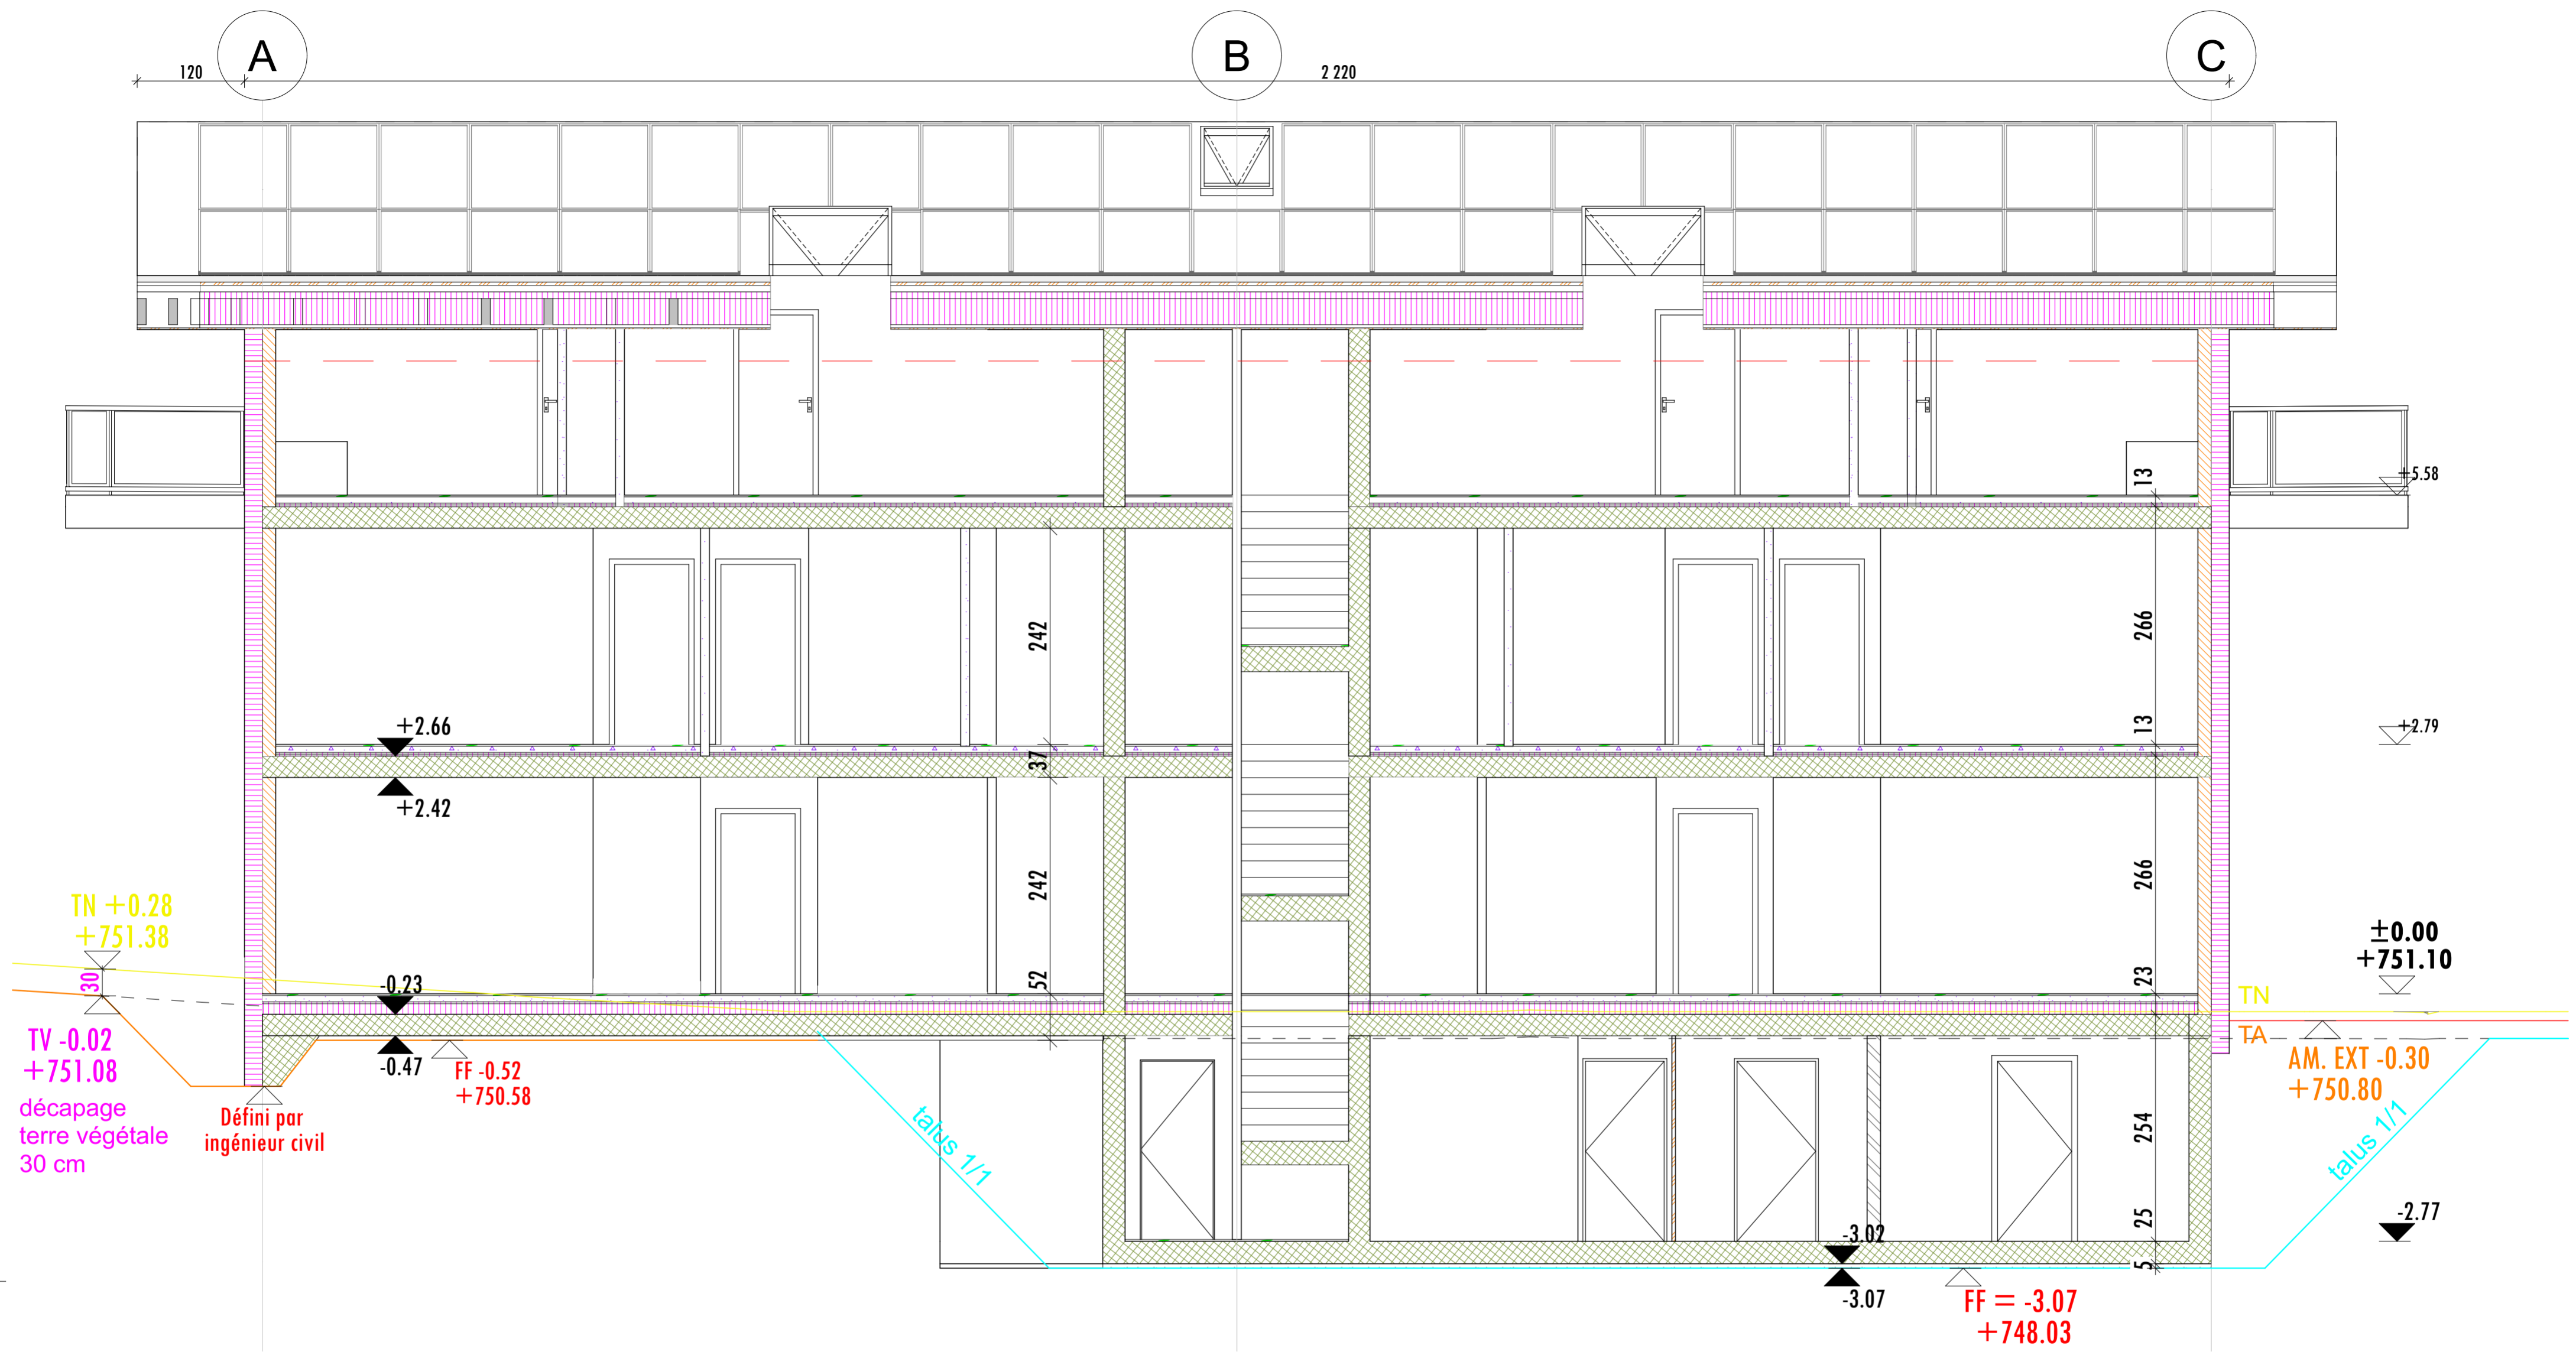 A
B
C
120
2 220
13
+5.58
242
266
+2.66
13
+2.79
37
+2.42
242
266
TN +0.28
+751.38
30
-0.23
52
23
±0.00
+751.10
TN
TA
TV -0.02
+751.08
-0.47
FF -0.52
+750.58
AM. EXT -0.30
+750.80
décapage
terre végétale
30 cm
Défini par
ingénieur civil
talus 1/1
254
talus 1/1
25
-2.77
-3.02
5
-3.07
FF = -3.07
+748.03